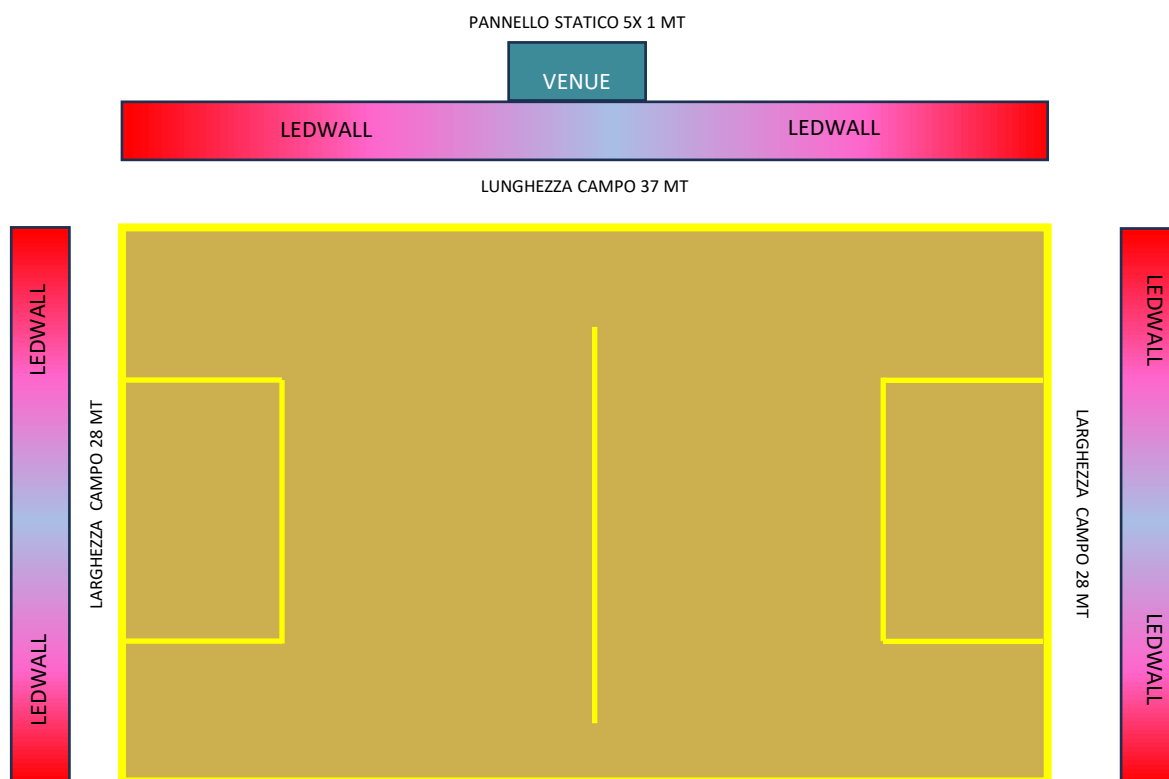 PANNELLO STATICO 5X 1 MT
VENUE
LEDWALL
LEDWALL
LUNGHEZZA CAMPO 37 MT
LEDWALL
LEDWALL
LARGHEZZA CAMPO 28 MT
LARGHEZZA CAMPO 28 MT
LEDWALL
LEDWALL